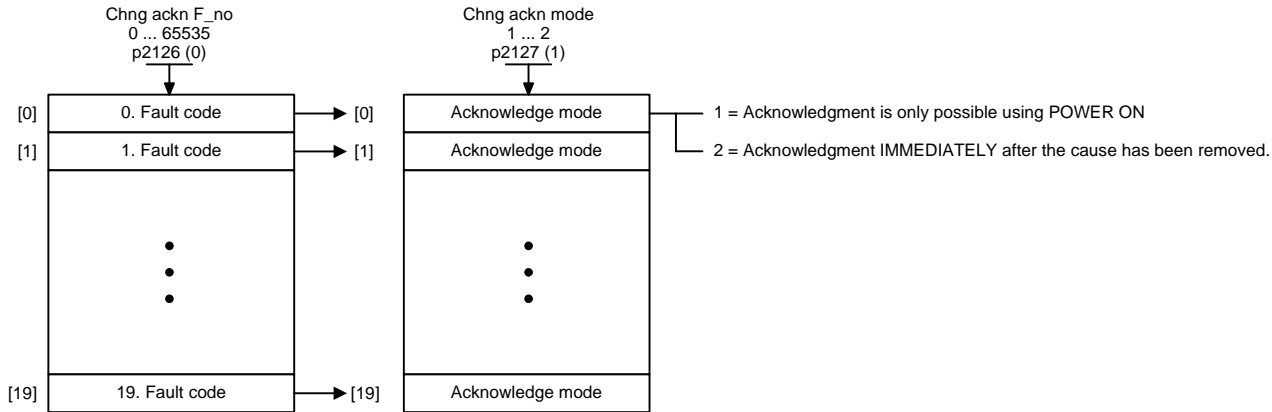 Chng ackn F_no
0 ... 65535
p2126 (0)
Chng ackn mode
1 ... 2
p2127 (1)
[0] 0. Fault code [0] Acknowledge mode 1 = Acknowledgment is only possible using POWER ON
[1] 1. Fault code [1] Acknowledge mode 2 = Acknowledgment IMMEDIATELY after the cause has been removed.
[19] 19. Fault code [19] Acknowledge mode